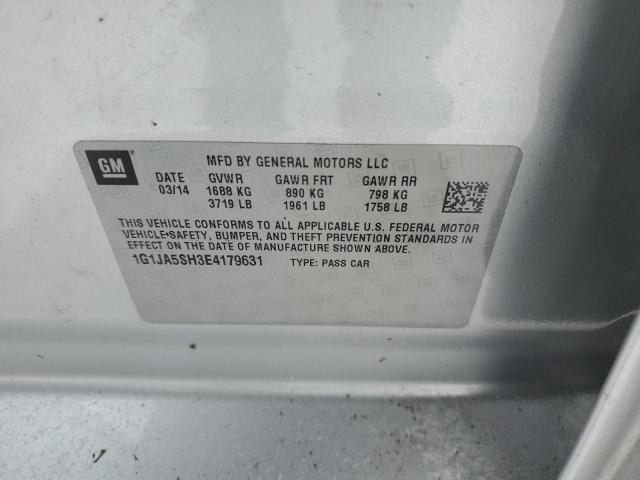 GM
MFD BY GENERAL MOTORS LLC
DATE GVWR GAWR FRT GAWR RR
03/14 1688 KG 890 KG 798 KG
3719 LB 1961 LB 1758 LB
THIS VEHICLE CONFORMS TO ALL APPLICABLE U.S. FEDERAL MOTOR
VEHICLE SAFETY, BUMPER, AND THEFT PREVENTION STANDARDS IN
EFFECT ON THE DATE OF MANUFACTURE SHOWN ABOVE.
1G1JA5SH3E4179631 TYPE: PASS CAR